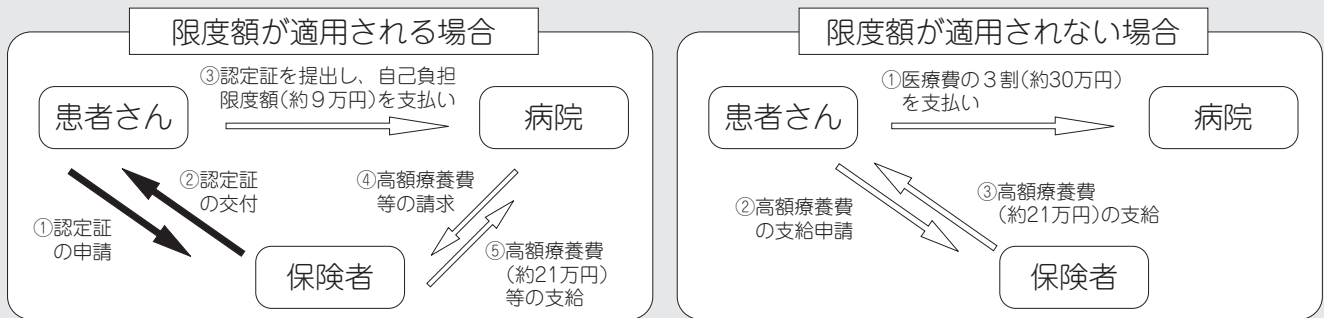 限度額が適用される場合
③認定証を提出し、自己負担
限度額(約９万円)を支払い
患者さん
病院
②認定証
の交付
④高額療養費
等の請求
①認定証
の申請
⑤高額療養費
(約21万円)
等の支給
保険者
限度額が適用されない場合
①医療費の３割(約30万円)
を支払い
患者さん
病院
②高額療養費
の支給申請
③高額療養費
(約21万円)の支給
保険者